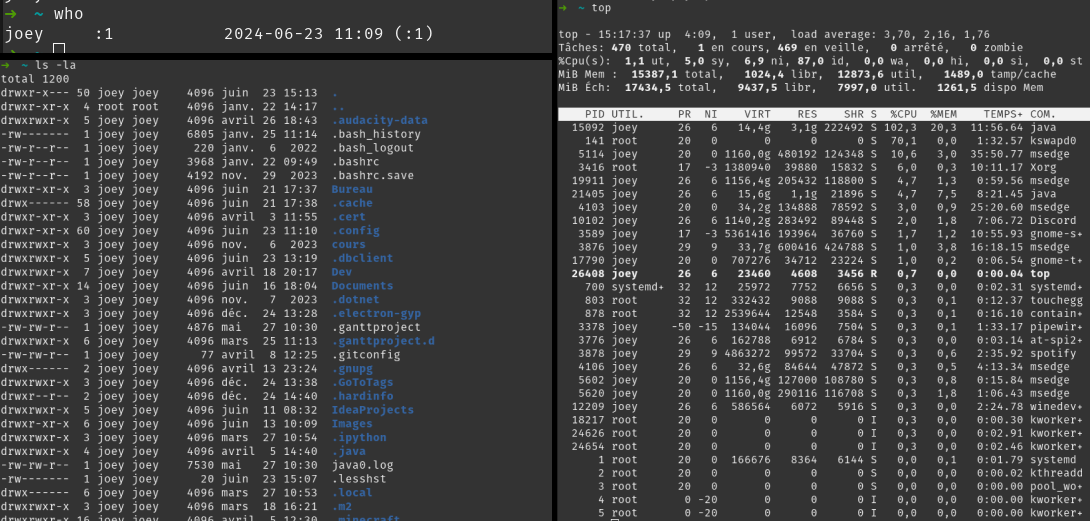 joey
➜ ~ who
joey :1 2024-06-23 11:09 (:1)
➜ ~ ls -la
total 1200
drwxr-x--- 50 joey joey 4096 juin 23 15:13 .
drwxr-xr-x 4 root root 4096 janv. 22 14:17 ..
drwxrwxr-x 5 joey joey 4096 avril 26 18:43 .audacity-data
-rw------- 1 joey joey 6805 janv. 25 11:14 .bash_history
-rw-r--r-- 1 joey joey 220 janv. 6 2022 .bash_logout
-rw-r--r-- 1 joey joey 3968 janv. 22 09:49 .bashrc
-rw-r--r-- 1 joey joey 4192 nov. 29 2023 .bashrc.save
drwxr-xr-x 3 joey joey 4096 juin 21 17:37 Bureau
drwx------ 58 joey joey 4096 juin 21 17:38 .cache
drwxr-xr-x 3 joey joey 4096 avril 3 11:55 .cert
drwxr-xr-x 60 joey joey 4096 juin 23 11:10 .config
drwxrwxr-x 3 joey joey 4096 nov. 6 2023 cours
drwxr-xr-x 5 joey joey 4096 juin 23 13:19 .dbclient
drwxrwxr-x 7 joey joey 4096 avril 18 20:17 Dev
drwxr-xr-x 14 joey joey 4096 juin 16 18:04 Documents
drwxrwxr-x 3 joey joey 4096 nov. 7 2023 .dotnet
drwxrwxr-x 3 joey joey 4096 déc. 24 13:28 .electron-gyp
-rw-rw-r-- 1 joey joey 4876 mai 27 10:30 .ganttproject
drwxrwxr-x 6 joey joey 4096 mars 25 11:13 .ganttproject.d
-rw-rw-r-- 1 joey joey 77 avril 8 12:25 .gitconfig
drwx------ 2 joey joey 4096 avril 13 23:24 .gnupg
drwxrwxr-x 3 joey joey 4096 déc. 24 13:38 .GoToTags
drwxrwxr-- 2 joey joey 4096 déc. 24 14:40 .hardinfo
drwxrwxr-x 5 joey joey 4096 juin 11 08:32 IdeaProjects
drwxr-xr-x 6 joey joey 4096 juin 13 10:09 Images
drwxr-xr-x 3 joey joey 4096 mars 27 10:54 .ipython
drwxrwxr-x 4 joey joey 4096 avril 5 14:40 .java
-rw-rw-r-- 1 joey joey 7530 mai 27 10:30 java0.log
-rw------- 1 joey joey 20 juin 23 15:07 .lesshst
drwx------ 6 joey joey 4096 mars 27 10:53 .local
drwxrwxr-x 3 joey joey 4096 mars 18 16:21 .m2
drwxrwxr-x 16 joey joey 4096 avril 5 12:30 .minecraft
➜ ~ top
top - 15:17:37 up 4:09, 1 user, load average: 3,70, 2,16, 1,76
Tâches: 470 total, 1 en cours, 469 en veille, 0 arrêté, 0 zombie
%Cpu(s): 1,1 ut, 5,0 sy, 6,9 ni, 87,0 id, 0,0 wa, 0,0 hi, 0,0 si, 0,0 st
MiB Mem : 15387,1 total, 1024,4 libr, 12873,6 util, 1489,0 tamp/cache
MiB Éch: 17434,5 total, 9437,5 libr, 7997,0 util. 1261,5 dispo Mem
PID UTIL. PR NI VIRT RES SHR S %CPU %MEM TEMPS+ COM.
15092 joey 26 6 14,4g 3,1g 222492 S 102,3 20,3 11:56.64 java
141 root 20 0 0 0 0 S 70,1 0,0 1:32.57 kswapd0
5114 joey 20 0 1160,0g 480192 124348 S 10,6 3,0 35:50.77 msedge
3416 root 17 -3 1380940 39880 15832 S 6,0 0,3 10:11.17 Xorg
19911 joey 26 6 1156,4g 205432 118800 S 4,7 1,3 0:59.56 msedge
21405 joey 26 6 15,6g 1,1g 21896 S 4,7 7,5 8:21.45 java
4103 joey 20 0 34,2g 134888 78592 S 3,0 0,9 25:20.60 msedge
10102 joey 26 6 1140,2g 283492 89448 S 2,0 1,8 7:06.72 Discord
3589 joey 17 -3 5361416 193964 36760 S 1,7 1,2 10:55.93 gnome-s+
3876 joey 29 9 33,7g 600416 424788 S 1,0 3,8 16:18.15 msedge
17790 joey 20 0 707276 34712 23224 S 1,0 0,2 0:06.54 gnome-t+
26408 joey 26 6 23460 4608 3456 R 0,7 0,0 0:00.04 top
700 systemd+ 32 12 25972 7752 6656 S 0,3 0,0 0:02.31 systemd+
803 root 32 12 332432 9088 9088 S 0,3 0,1 0:12.37 touchegg
878 root 32 12 2539644 12548 3584 S 0,3 0,1 0:16.10 contain+
3378 joey -50 -15 134044 16096 7504 S 0,3 0,1 1:33.17 pipewir+
3776 joey 26 6 162788 6912 6784 S 0,3 0,0 0:03.14 at-spi2+
3878 joey 29 9 4863272 99572 33704 S 0,3 0,6 2:35.92 spotify
4106 joey 26 6 32,6g 84644 47872 S 0,3 0,5 4:13.34 msedge
5602 joey 20 0 1156,4g 127000 108780 S 0,3 0,8 0:15.84 msedge
5620 joey 20 0 1160,0g 290116 116708 S 0,3 1,8 1:06.43 msedge
12209 joey 26 6 586564 6072 5916 S 0,3 0,0 2:24.78 winedev+
18217 root 20 0 0 0 0 I 0,3 0,0 0:00.30 kworker+
24626 root 20 0 0 0 0 I 0,3 0,0 0:02.91 kworker+
24654 root 20 0 0 0 0 I 0,3 0,0 0:02.46 kworker+
1 root 20 0 166676 8364 6144 S 0,0 0,1 0:01.79 systemd
2 root 20 0 0 0 0 S 0,0 0,0 0:00.02 kthreadd
3 root 20 0 0 0 0 S 0,0 0,0 0:00.00 pool_wo+
4 root 0 -20 0 0 0 I 0,0 0,0 0:00.00 kworker+
5 root 0 -20 0 0 0 I 0,0 0,0 0:00.00 kworker+